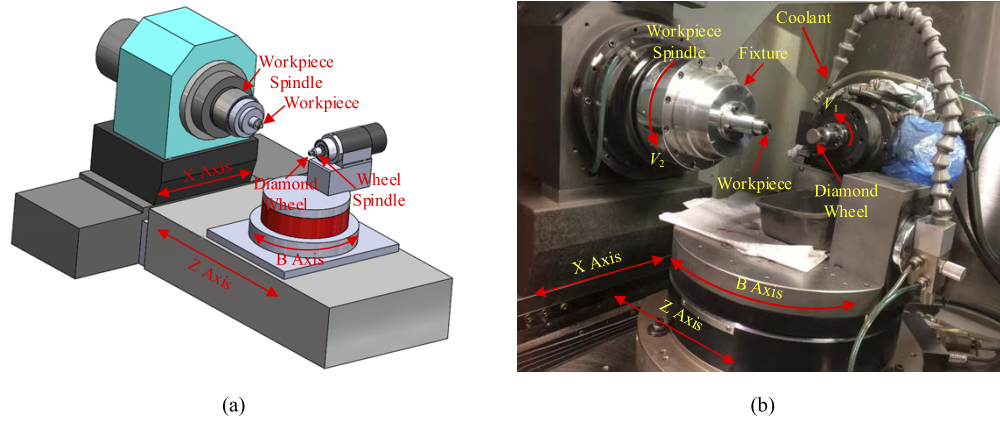 Workpiece
Spindle
Workpiece
X Axis
Diamond
Wheel
Wheel
Spindle
B Axis
Z Axis
(a)
Coolant
Workpiece
Spindle
Fixture
V1
V2
Workpiece
Diamond
Wheel
X Axis
B Axis
Z Axis
(b)